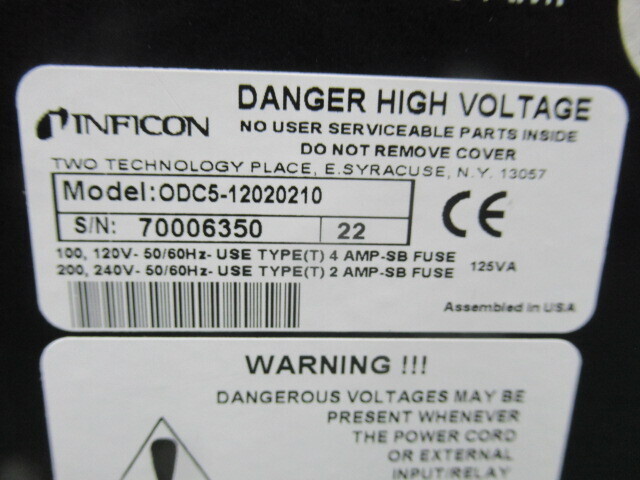 INFICON
DANGER HIGH VOLTAGE
NO USER SERVICEABLE PARTS INSIDE
DO NOT REMOVE COVER
TWO TECHNOLOGY PLACE, E.SYRACUSE, N.Y. 13057
Model:ODC5-12020210
S/N: 70006350 22
CE
100, 120V- 50/60Hz- USE TYPE(T) 4 AMP-SB FUSE
200, 240V- 50/60Hz- USE TYPE(T) 2 AMP-SB FUSE 125VA
Assembled in USA
WARNING !!!
DANGEROUS VOLTAGES MAY BE
PRESENT WHENEVER
THE POWER CORD
OR EXTERNAL
INPUT/RELAY